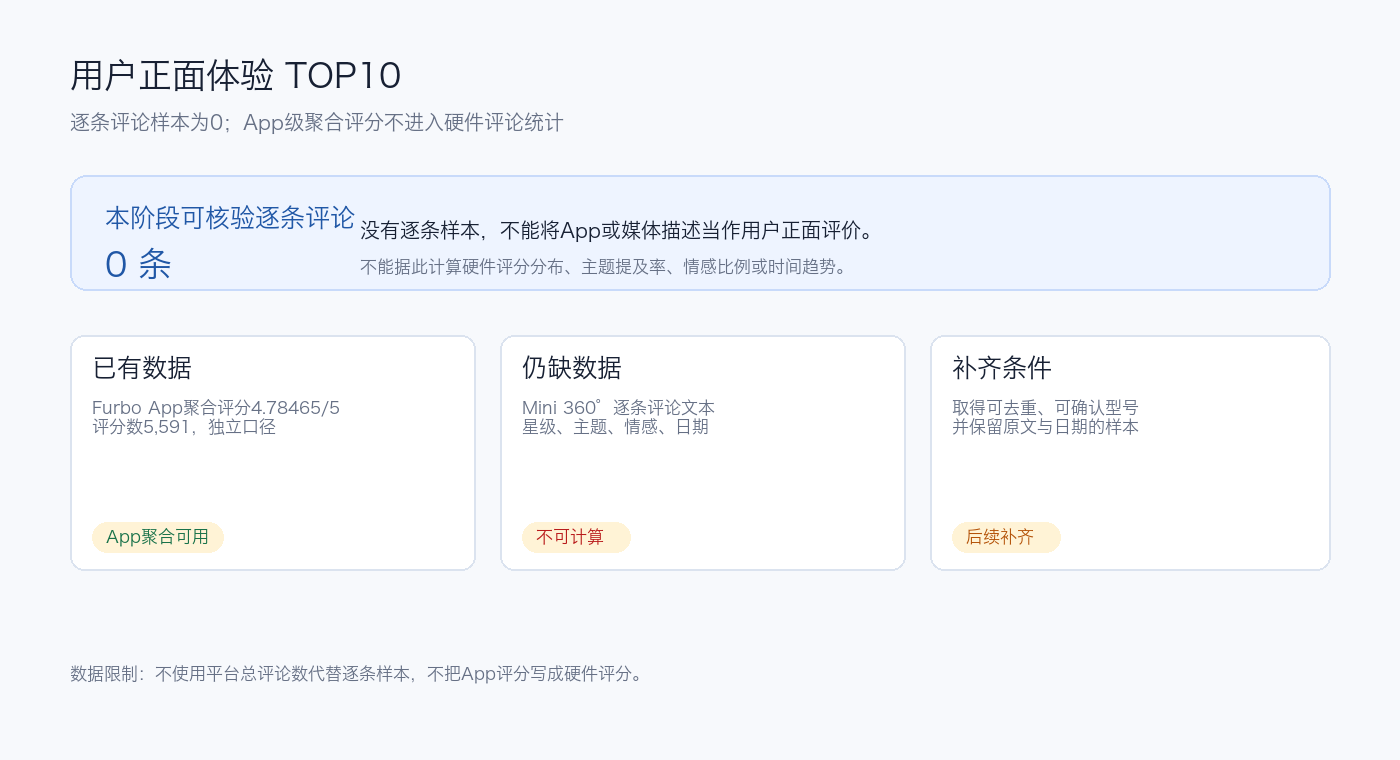 用户正面体验 TOP10
逐条评论样本为0；App级聚合评分不进入硬件评论统计
本阶段可核验逐条评论
0 条
没有逐条样本，不能将App或媒体描述当作用户正面评价。
不能据此计算硬件评分分布、主题提及率、情感比例或时间趋势。
已有数据
Furbo App聚合评分4.78465/5
评分数5,591，独立口径
App聚合可用
仍缺数据
Mini 360°逐条评论文本
星级、主题、情感、日期
不可计算
补齐条件
取得可去重、可确认型号
并保留原文与日期的样本
后续补齐
数据限制：不使用平台总评论数代替逐条样本，不把App评分写成硬件评分。